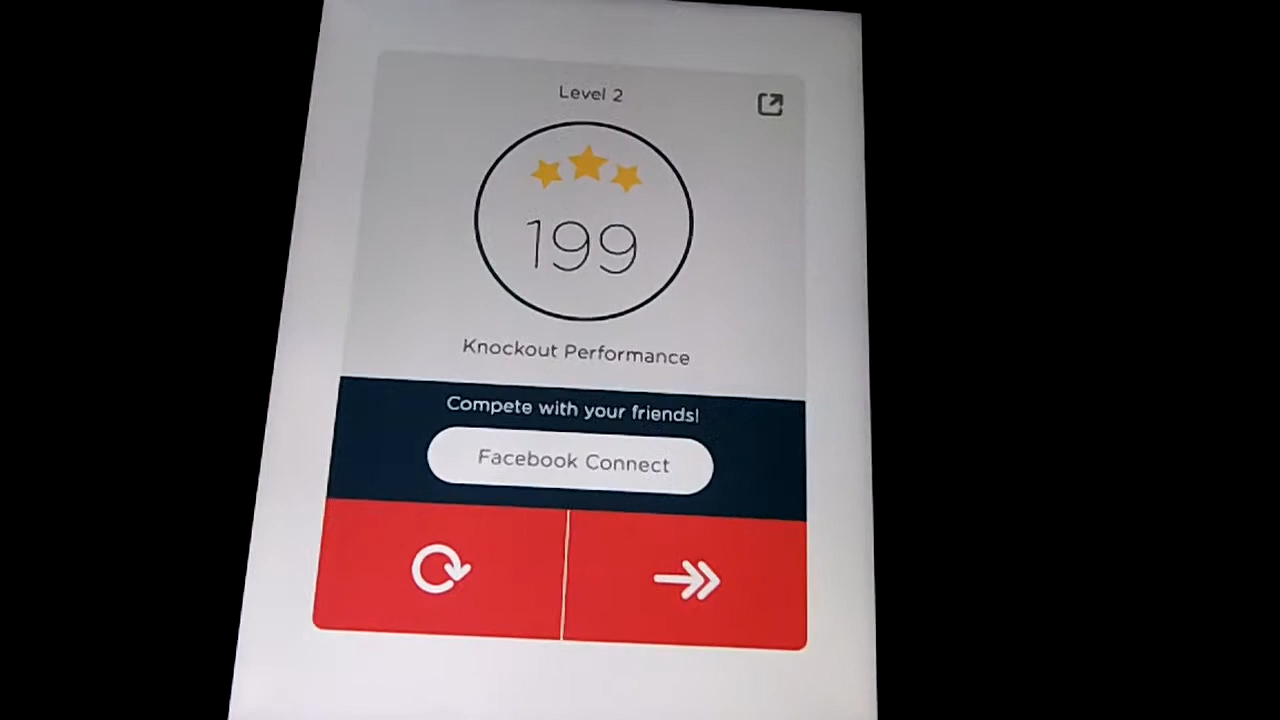 Level 2
199
Knockout Performance
Compete with your friends!
Facebook Connect